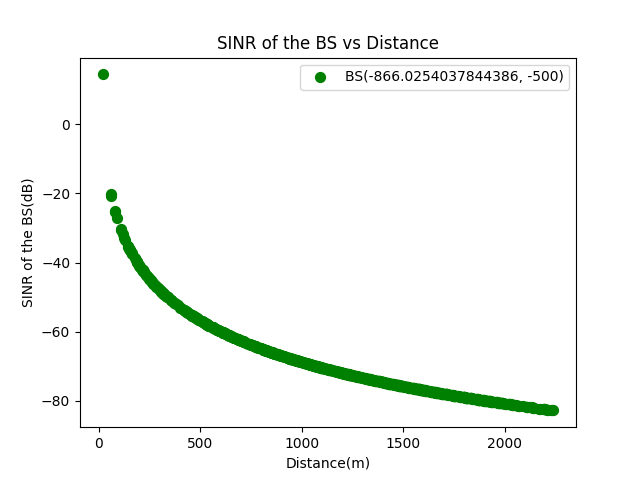 SINR of the BS vs Distance
BS(-866.0254037844386, -500)
SINR of the BS(dB)
0
−20
−40
−60
−80
0 500 1000 1500 2000
Distance(m)